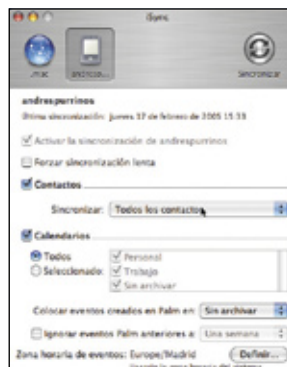 iSync
.mac
andresp...
Sincronizar
andrespurrinos
Última sincronización: jueves 17 de febrero de 2005 15:33
Activar la sincronización de andrespurrinos
Forzar sincronización lenta
Contactos
Sincronizar: Todos los contactos
Calendarios
Todos
Personal
Seleccionado:
Trabajo
Sin archivar
Colocar eventos creados en Palm en: Sin archivar
Ignorar eventos Palm anteriores a: Una semana
Zona horaria de eventos: Europe/Madrid
Definir...